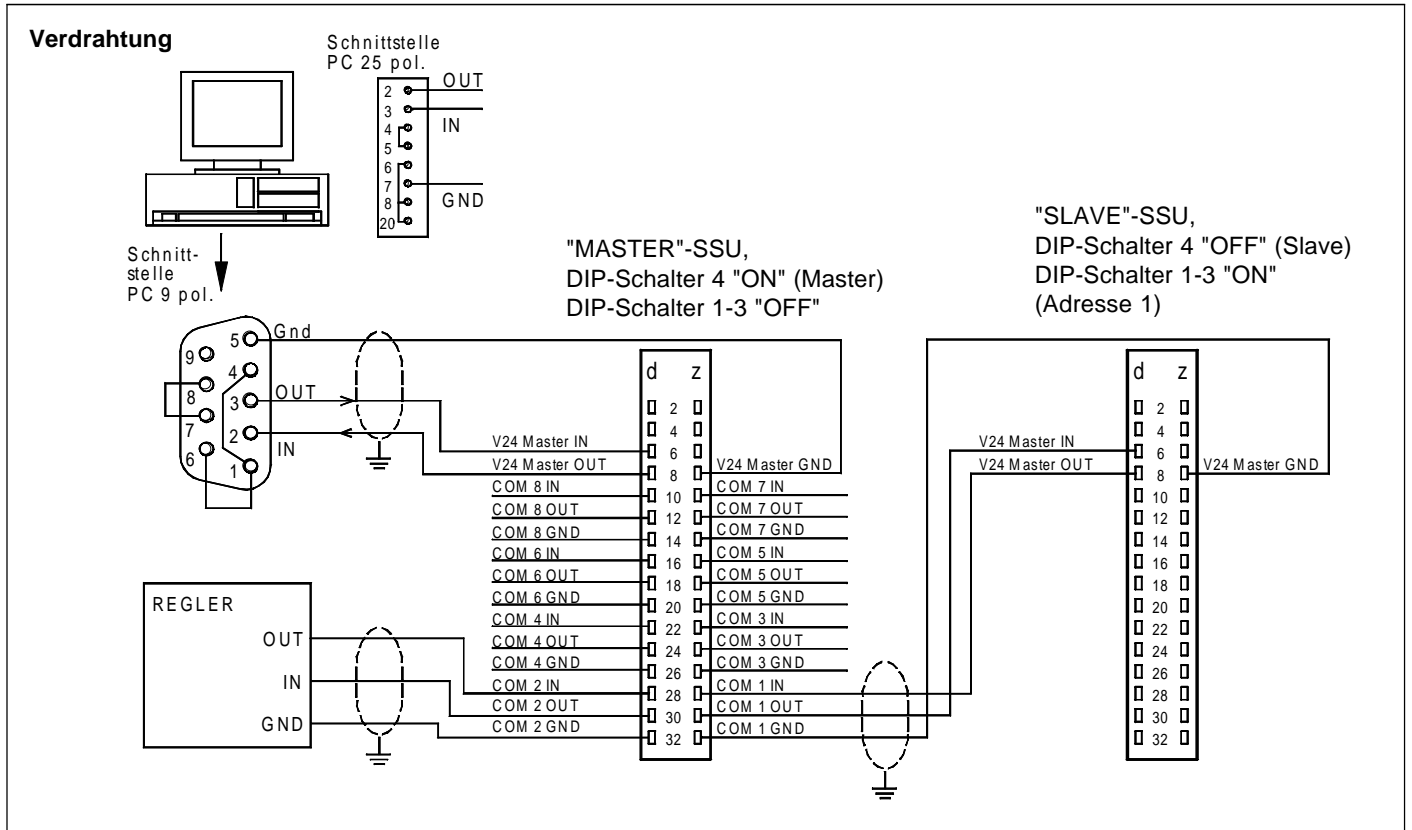 Verdrahtung
Schnittstelle
PC 25 pol.
2 OUT
3
4 IN
5
6
7
8 GND
20
Schnitt-
stelle
PC 9 pol.
"MASTER"-SSU,
DIP-Schalter 4 "ON" (Master)
DIP-Schalter 1-3 "OFF"
"SLAVE"-SSU,
DIP-Schalter 4 "OFF" (Slave)
DIP-Schalter 1-3 "ON"
(Adresse 1)
5 Gnd
9
4
8
3 OUT
7
2 IN
6
1
d z
2
4
V24 Master IN 6
V24 Master OUT 8 V24 Master GND
COM 8 IN 10 COM 7 IN
COM 8 OUT 12 COM 7 OUT
COM 8 GND 14 COM 7 GND
COM 6 IN 16 COM 5 IN
COM 6 OUT 18 COM 5 OUT
COM 6 GND 20 COM 5 GND
COM 4 IN 22 COM 3 IN
COM 4 OUT 24 COM 3 OUT
COM 4 GND 26 COM 3 GND
COM 2 IN 28 COM 1 IN
COM 2 OUT 30 COM 1 OUT
COM 2 GND 32 COM 1 GND
REGLER
OUT
IN
GND
d z
2
4
V24 Master IN 6
V24 Master OUT 8 V24 Master GND
10
12
14
16
18
20
22
24
26
28
30
32